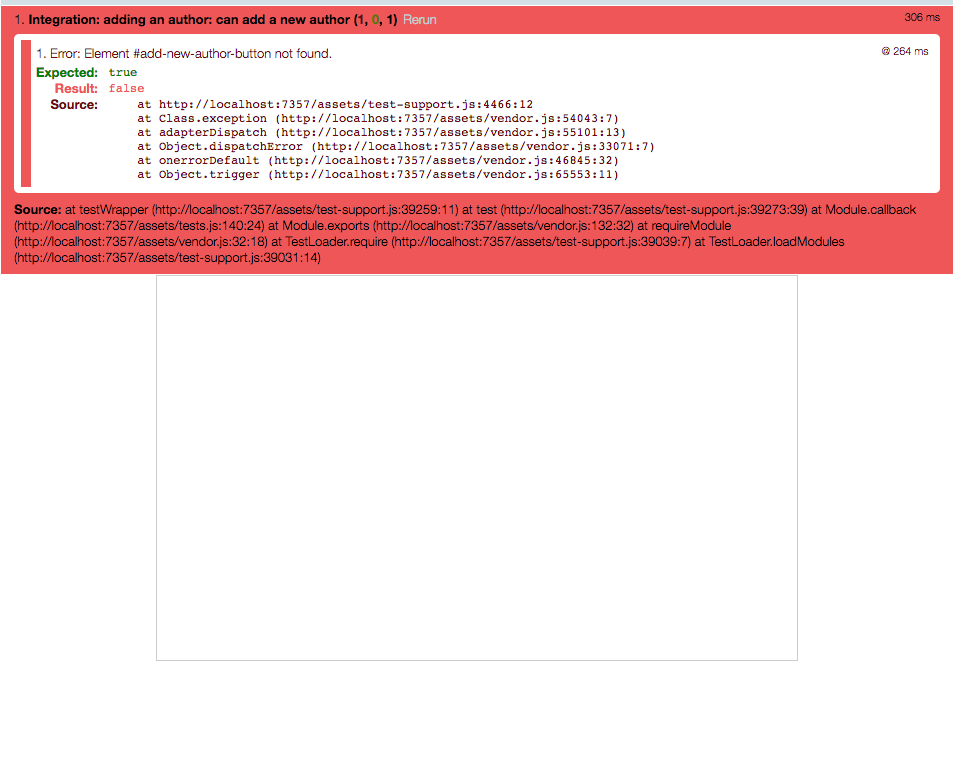 1. Integration: adding an author: can add a new author (1, 0, 1) Rerun 306 ms
1. Error: Element #add-new-author-button not found. @ 264 ms
Expected: true
Result: false
Source: at http://localhost:7357/assets/test-support.js:4466:12
at Class.exception (http://localhost:7357/assets/vendor.js:54043:7)
at adapterDispatch (http://localhost:7357/assets/vendor.js:55101:13)
at Object.dispatchError (http://localhost:7357/assets/vendor.js:33071:7)
at onerrorDefault (http://localhost:7357/assets/vendor.js:46845:32)
at Object.trigger (http://localhost:7357/assets/vendor.js:65553:11)
Source: at testWrapper (http://localhost:7357/assets/test-support.js:39259:11) at test (http://localhost:7357/assets/test-support.js:39273:39) at Module.callback
(http://localhost:7357/assets/tests.js:140:24) at Module.exports (http://localhost:7357/assets/vendor.js:132:32) at requireModule
(http://localhost:7357/assets/vendor.js:32:18) at TestLoader.require (http://localhost:7357/assets/test-support.js:39039:7) at TestLoader.loadModules
(http://localhost:7357/assets/test-support.js:39031:14)